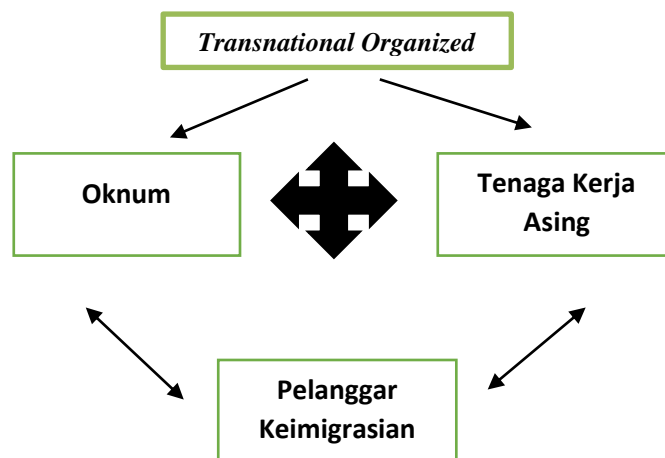 Transnational Organized
Oknum
Tenaga Kerja
Asing
Pelanggar
Keimigrasian